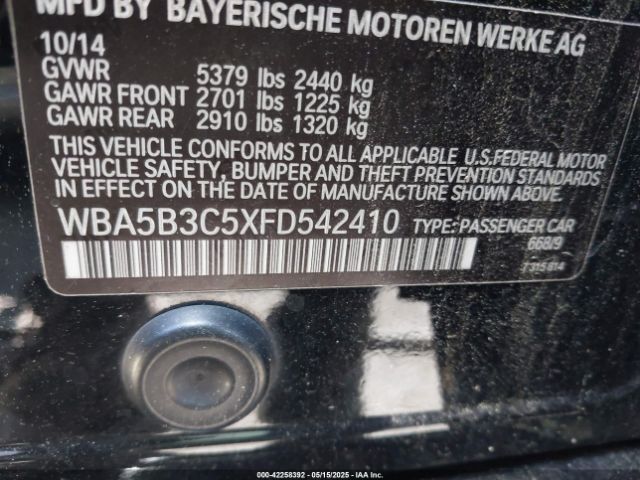 MFD BY BAYERISCHE MOTOREN WERKE AG
10/14
GVWR 5379 lbs 2440 kg
GAWR FRONT 2701 lbs 1225 kg
GAWR REAR 2910 lbs 1320 kg
THIS VEHICLE CONFORMS TO ALL APPLICABLE U.S.FEDERAL MOTOR
VEHICLE SAFETY, BUMPER AND THEFT PREVENTION STANDARDS
IN EFFECT ON THE DATE OF MANUFACTURE SHOWN ABOVE.
WBA5B3C5XFD542410 TYPE: PASSENGER CAR
668/9
7 315 614
000-42258392 - 05/15/2025 - IAA Inc.